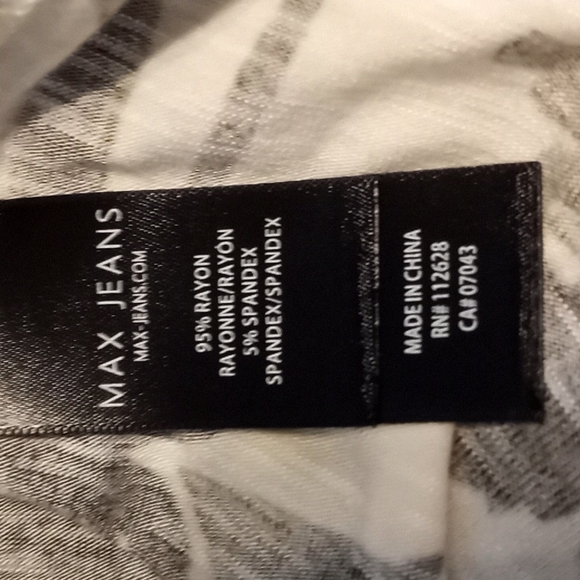 MAX JEANS
MAX-JEANS.COM
95% RAYON
RAYONNE/RAYÓN
5% SPANDEX
SPANDEX/SPANDEX
MADE IN CHINA
RN# 112628
CA# 07043